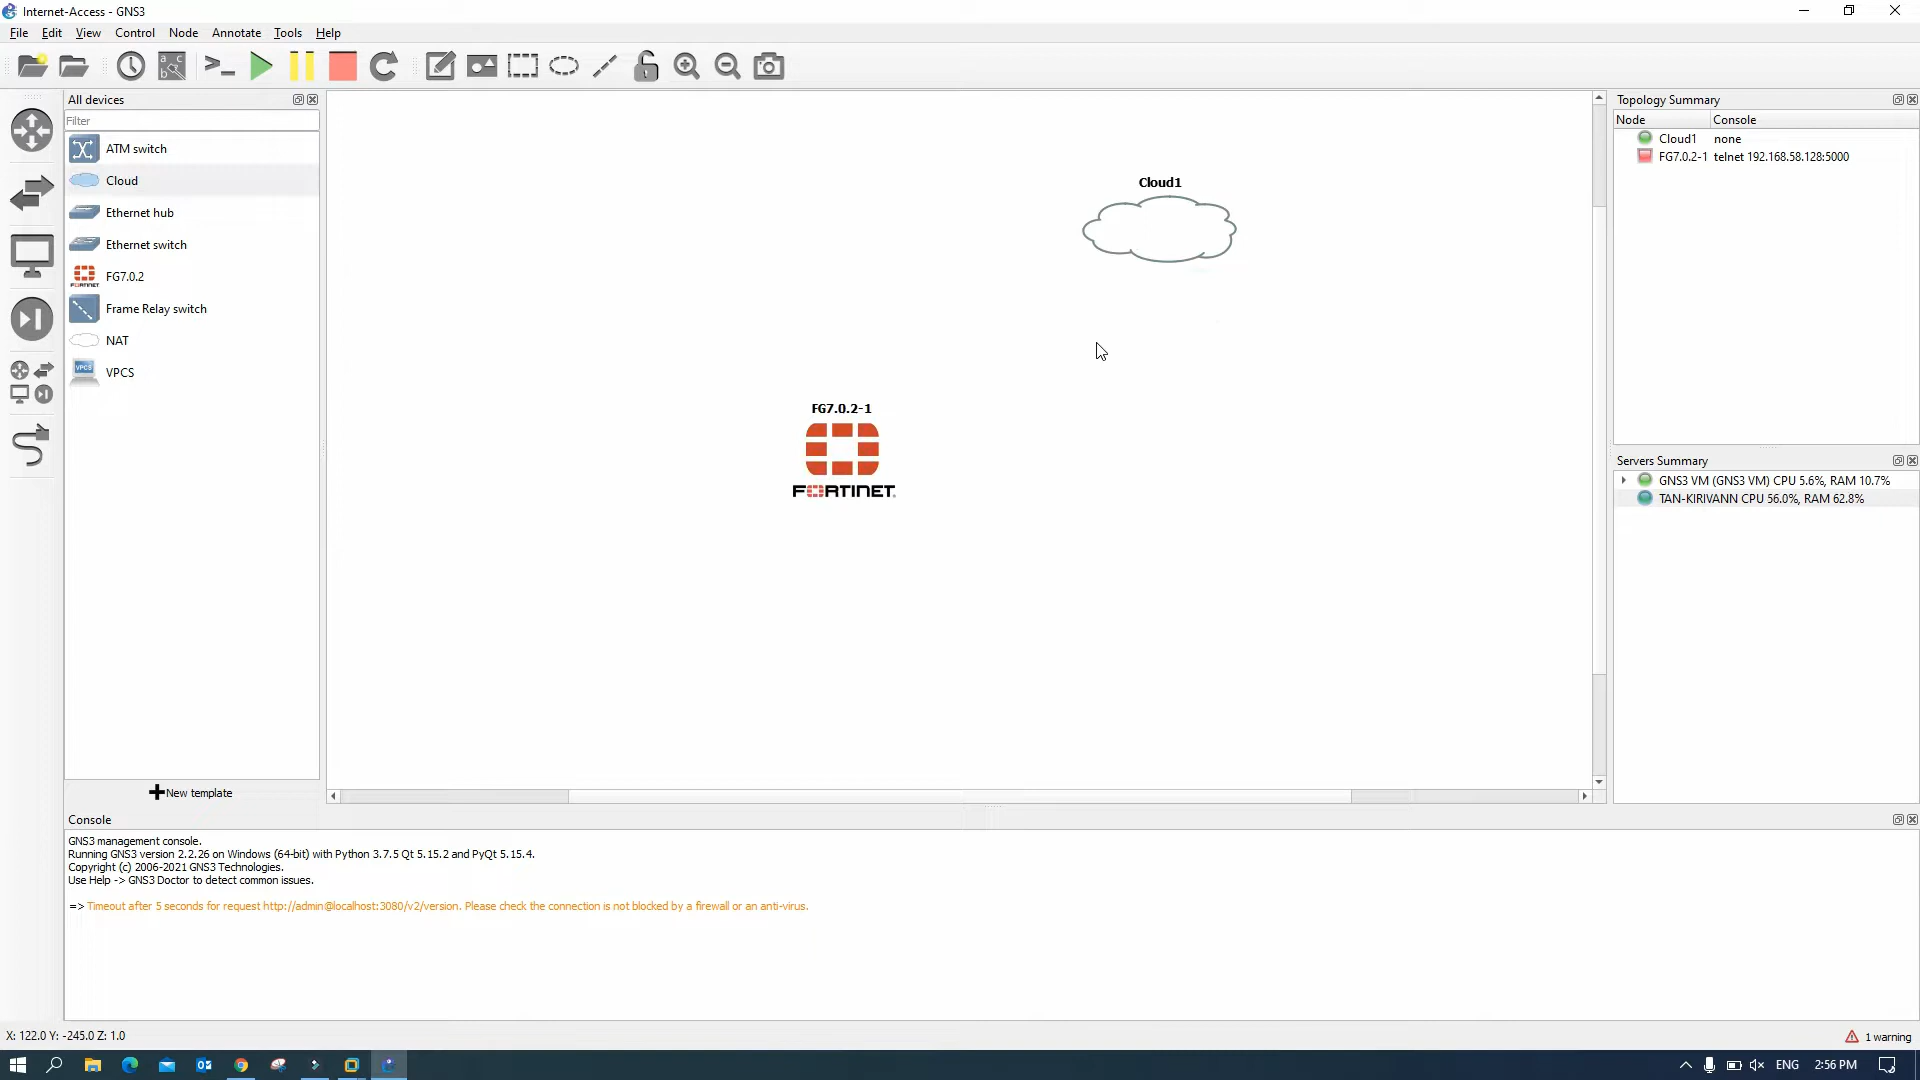 Internet-Access - GNS3
File Edit View Control Node Annotate Tools Help
All devices
Filter
ATM switch
Cloud
Ethernet hub
Ethernet switch
FG7.0.2
Frame Relay switch
NAT
VPCS
New template
Cloud1
FG7.0.2-1
FORTINET
Topology Summary
Node Console
Cloud1 none
FG7.0.2-1 telnet 192.168.58.128:5000
Servers Summary
GNS3 VM (GNS3 VM) CPU 5.6%, RAM 10.7%
TAN-KIRIVANN CPU 56.0%, RAM 62.8%
Console
GNS3 management console.
Running GNS3 version 2.2.26 on Windows (64-bit) with Python 3.7.5 Qt 5.15.2 and PyQt 5.15.4.
Copyright (c) 2006-2021 GNS3 Technologies.
Use Help -> GNS3 Doctor to detect common issues.
=> Timeout after 5 seconds for request http://admin@localhost:3080/v2/version. Please check the connection is not blocked by a firewall or an anti-virus.
X: 122.0 Y: -245.0 Z: 1.0
1 warning
ENG 2:56 PM